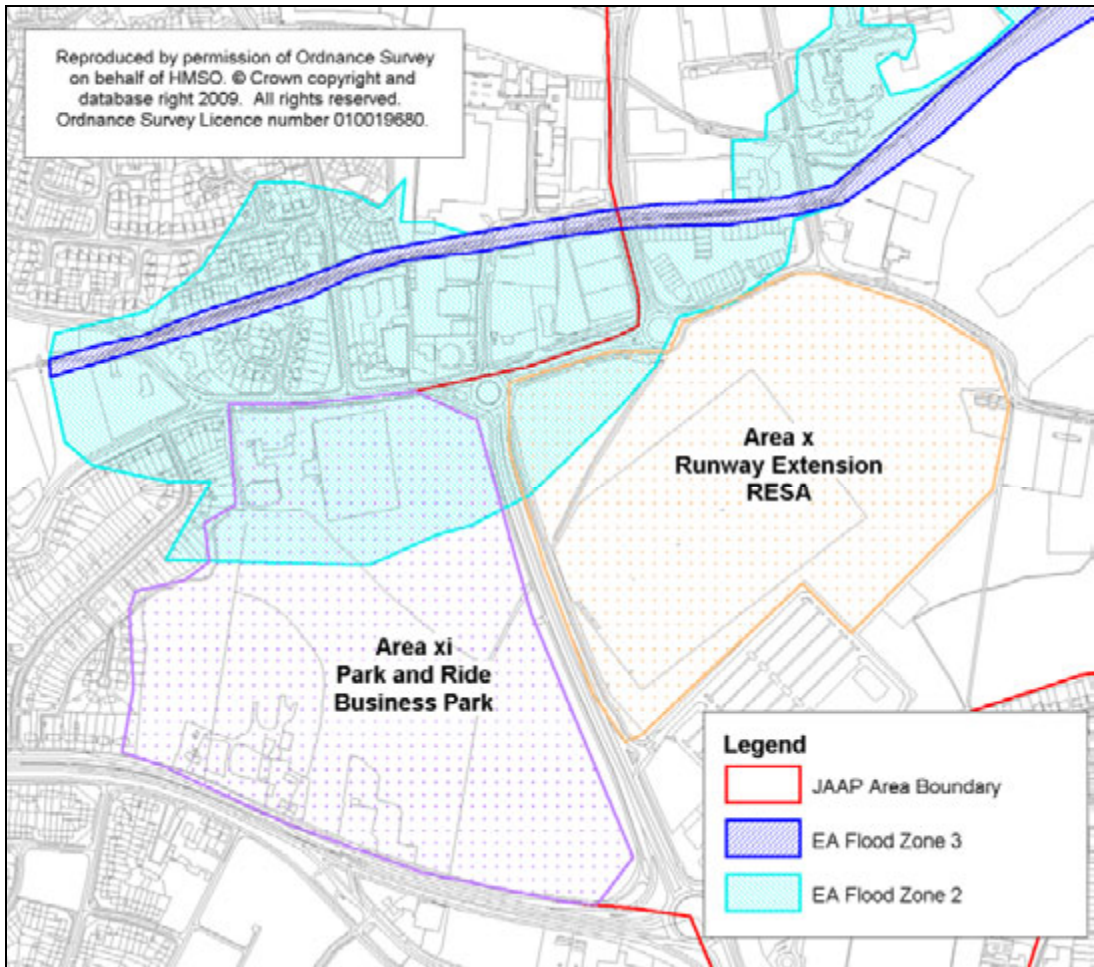 Reproduced by permission of Ordnance Survey
on behalf of HMSO. © Crown copyright and
database right 2009. All rights reserved.
Ordnance Survey Licence number 010019680.
Area x
Runway Extension
RESA
Area xi
Park and Ride
Business Park
Legend
JAAP Area Boundary
EA Flood Zone 3
EA Flood Zone 2